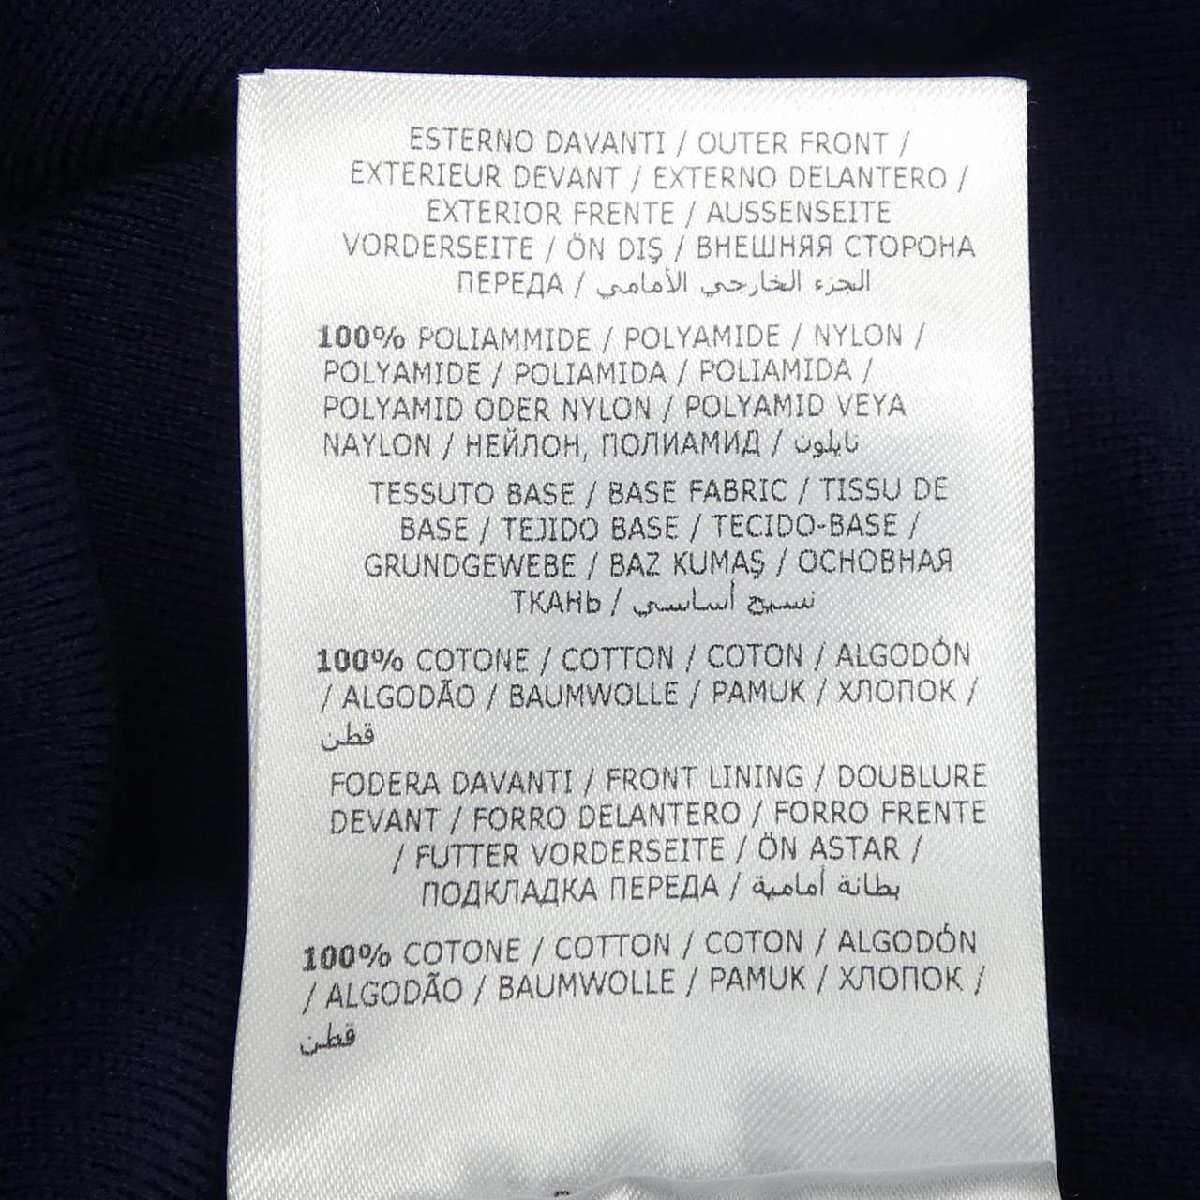 ESTERNO DAVANTI / OUTER FRONT /
EXTERIEUR DEVANT / EXTERNO DELANTERO /
EXTERIOR FRENTE / AUSSENSEITE
VORDERSEITE / ÖN DIŞ / ВНЕШНЯЯ СТОРОНА
ПЕРЕДА / الجزء الخارجي الأمامي
100% POLIAMMIDE / POLYAMIDE / NYLON /
POLYAMIDE / POLIAMIDA / POLIAMIDA /
POLYAMID ODER NYLON / POLYAMID VEYA
NAYLON / НЕЙЛОН, ПОЛИАМИД / نايلون
TESSUTO BASE / BASE FABRIC / TISSU DE
BASE / TEJIDO BASE / TECIDO-BASE /
GRUNDGEWEBE / BAZ KUMAŞ / ОСНОВНАЯ
ТКАНЬ / نسيج أساسي
100% COTONE / COTTON / COTON / ALGODÓN
/ ALGODÃO / BAUMWOLLE / PAMUK / ХЛОПОК /
قطن
FODERA DAVANTI / FRONT LINING / DOUBLURE
DEVANT / FORRO DELANTERO / FORRO FRENTE
/ FUTTER VORDERSEITE / ÖN ASTAR /
ПОДКЛАДКА ПЕРЕДА / بطانة أمامية
100% COTONE / COTTON / COTON / ALGODÓN
/ ALGODÃO / BAUMWOLLE / PAMUK / ХЛОПОК /
قطن